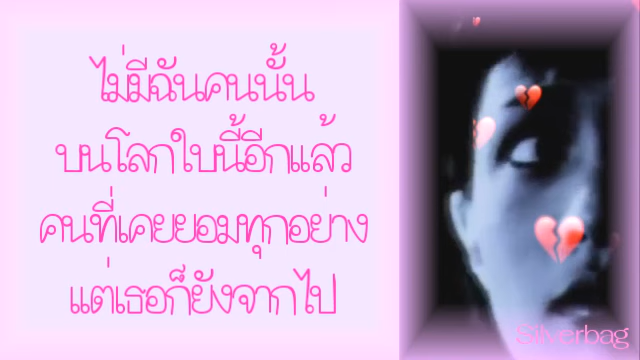 ไม่มีฉันคนนั้น
บนโลกใบนี้อีกแล้ว
คนที่เคยยอมทุกอย่าง
แต่เธอก็ยังจากไป
Silverbag